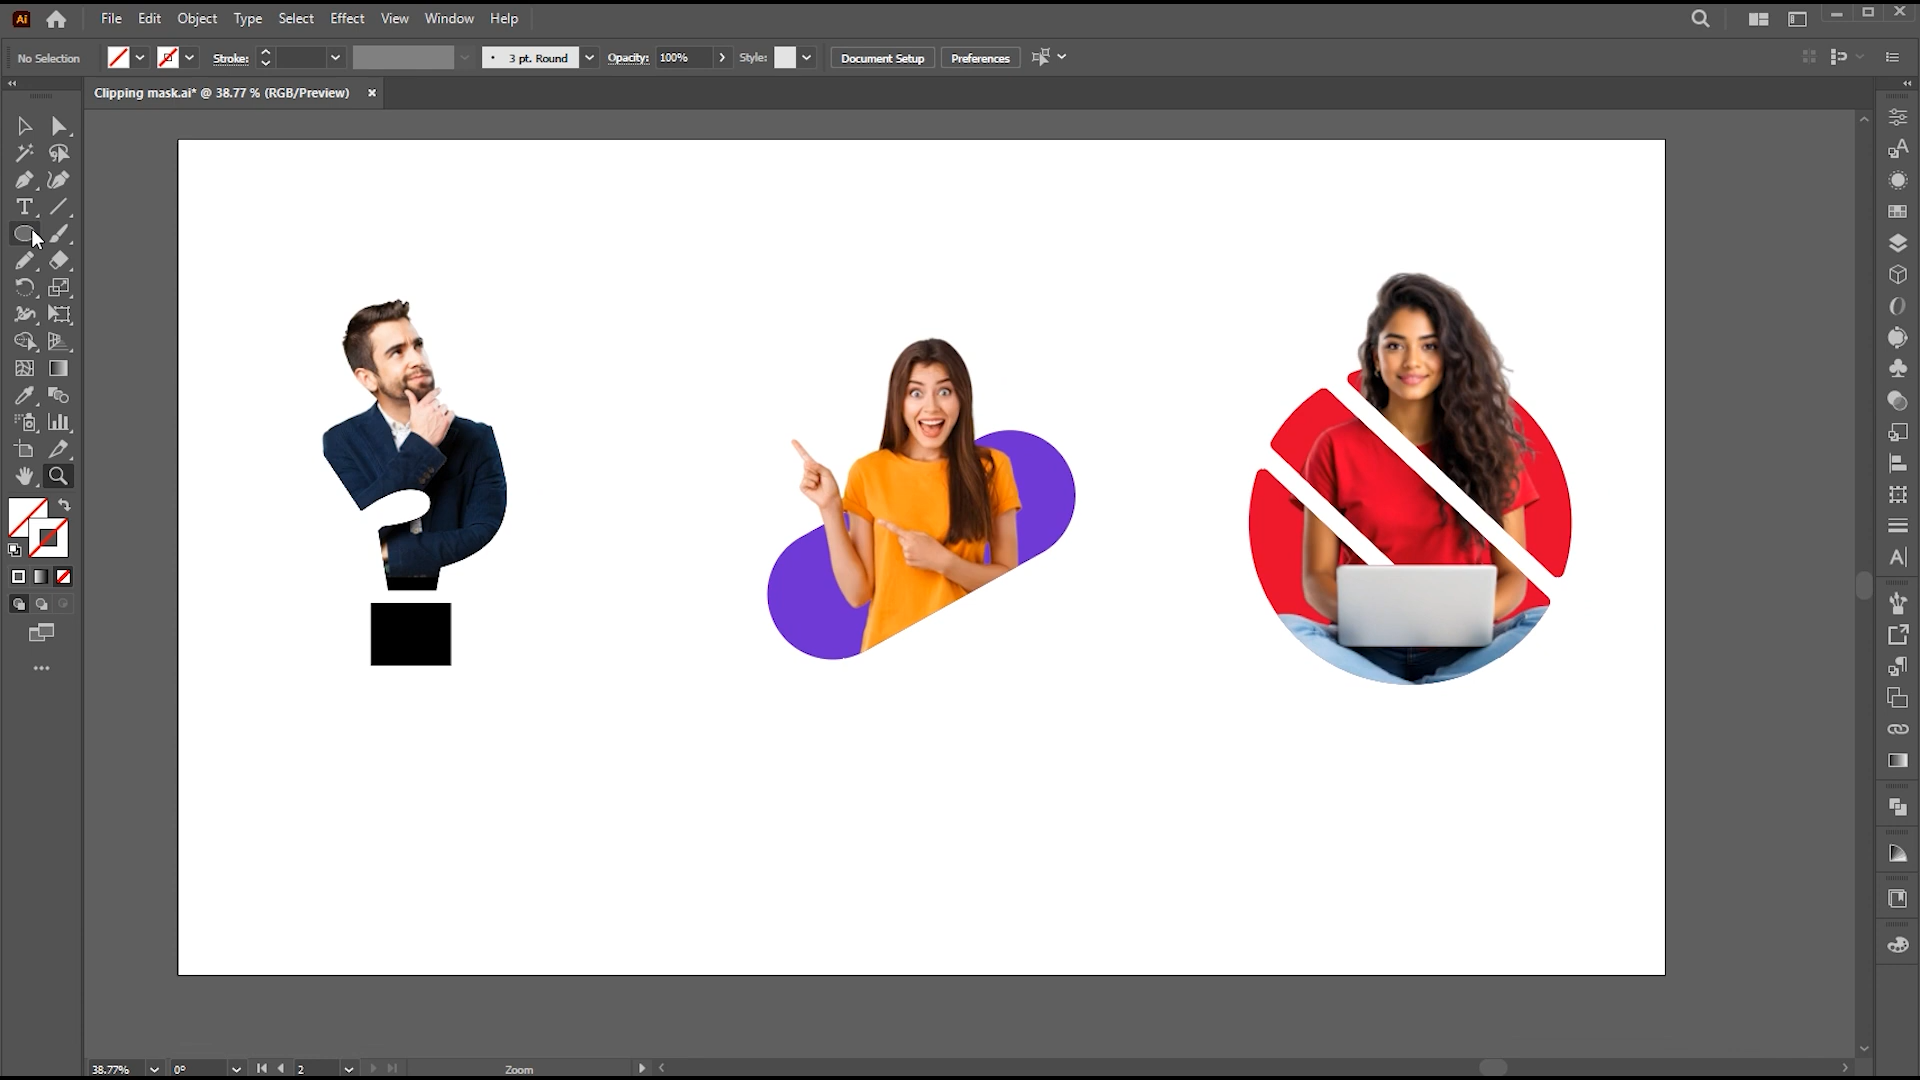 Ai File Edit Object Type Select Effect View Window Help
No Selection Stroke: 3 pt. Round Opacity: 100% Style: Document Setup Preferences
Clipping mask.ai* @ 38.77 % (RGB/Preview)
38.77% 0° 2 Zoom